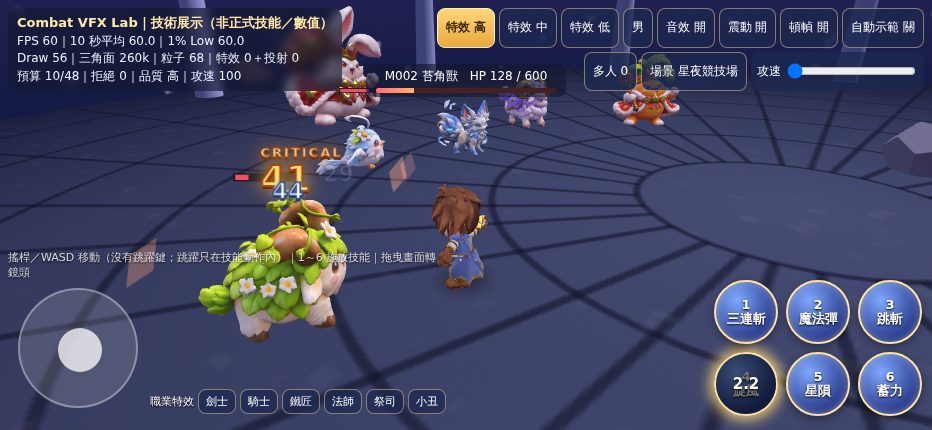 Combat VFX Lab｜技術展示（非正式技能／數值）
FPS 60｜10 秒平均 60.0｜1% Low 60.0
Draw 56｜三角面 260k｜粒子 68｜特效 0＋投射 0
預算 10/48｜拒絕 0｜品質 高｜攻速 100
特效 高
特效 中
特效 低
男
音效 開
震動 開
頓幀 開
自動示範 關
M002 苔角獸 HP 128 / 600
多人 0
場景 星夜競技場
攻速
CRITICAL
41
29
44
搖桿／WASD 移動（沒有跳躍鍵；跳躍只在技能動作內）｜1～6 施放技能｜拖曳畫面轉
鏡頭
1
三連斬
2
魔法彈
3
跳斬
4
2.2
旋風
5
星隕
6
蓄力
職業特效
劍士
騎士
鐵匠
法師
祭司
小丑